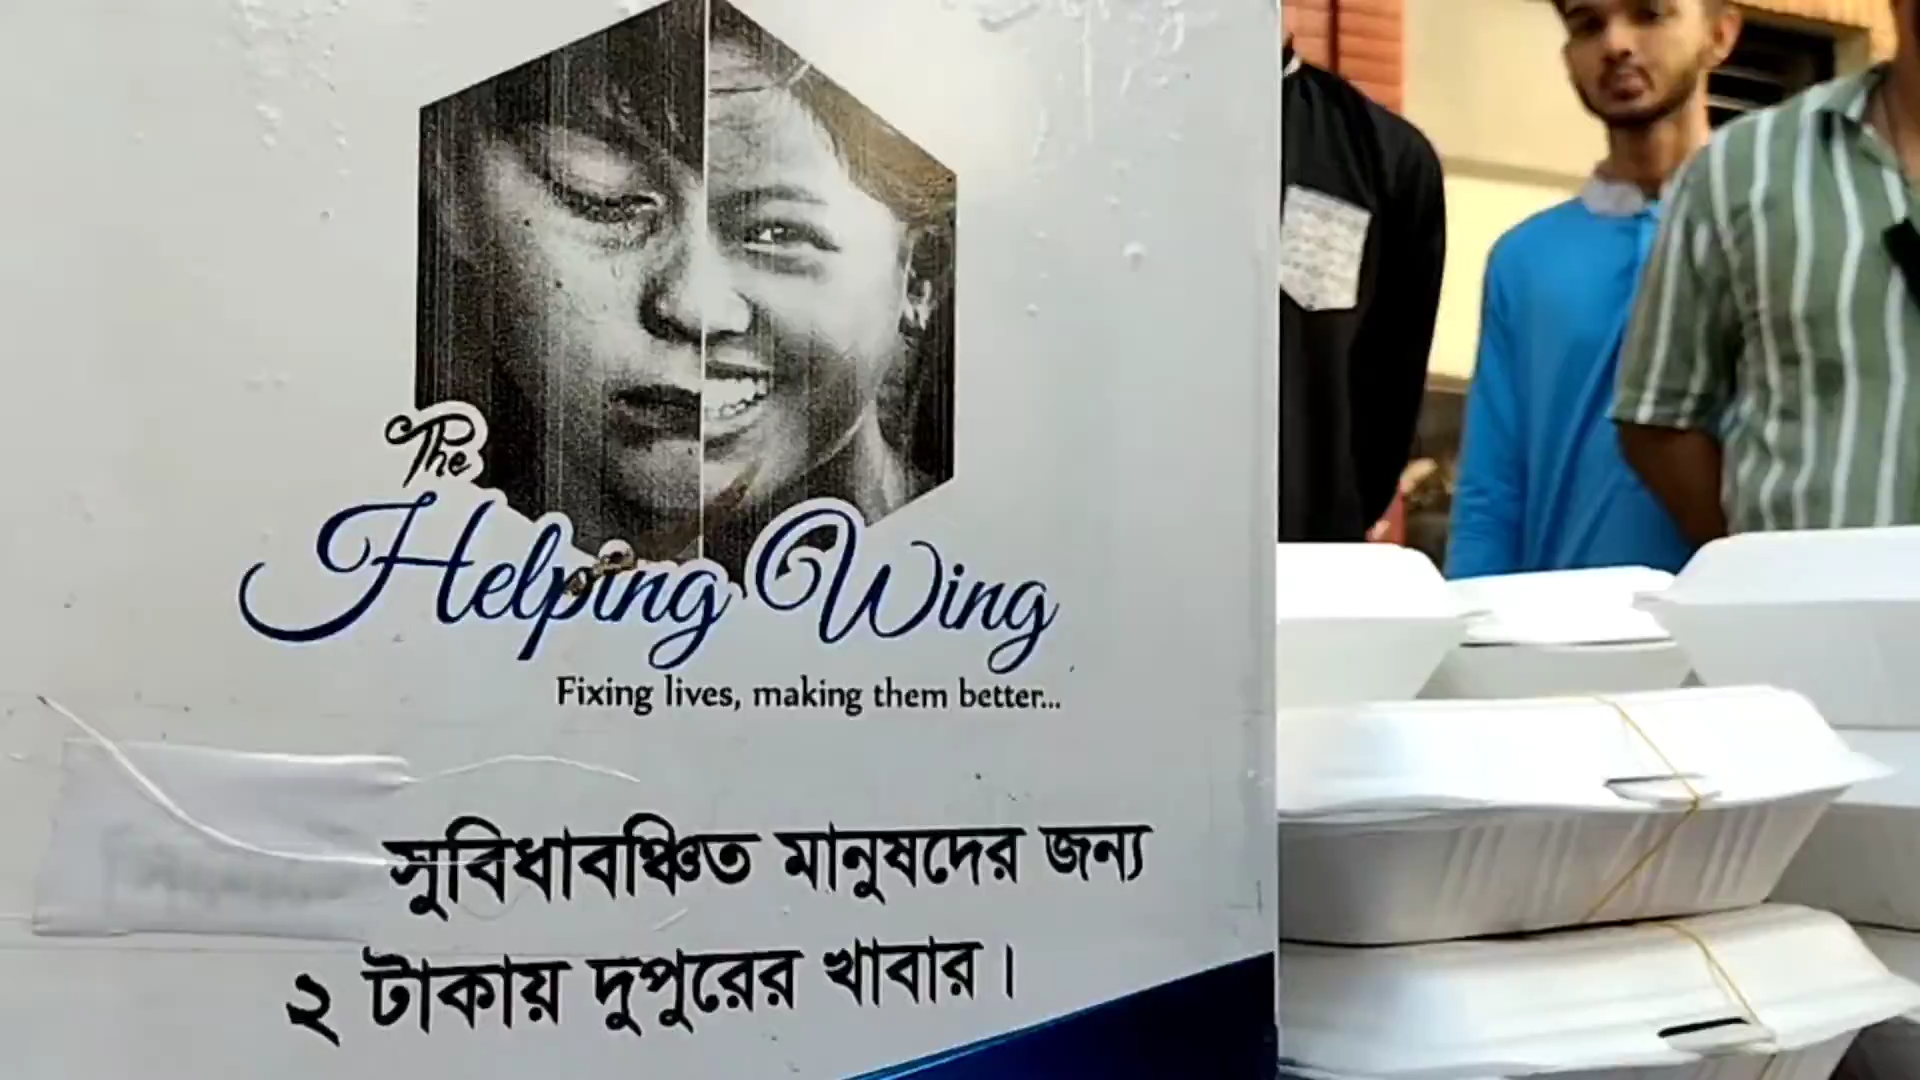 The
Helping Wing
Fixing lives, making them better...
সুবিধাবঞ্চিত মানুষদের জন্য
২ টাকায় দুপুরের খাবার।